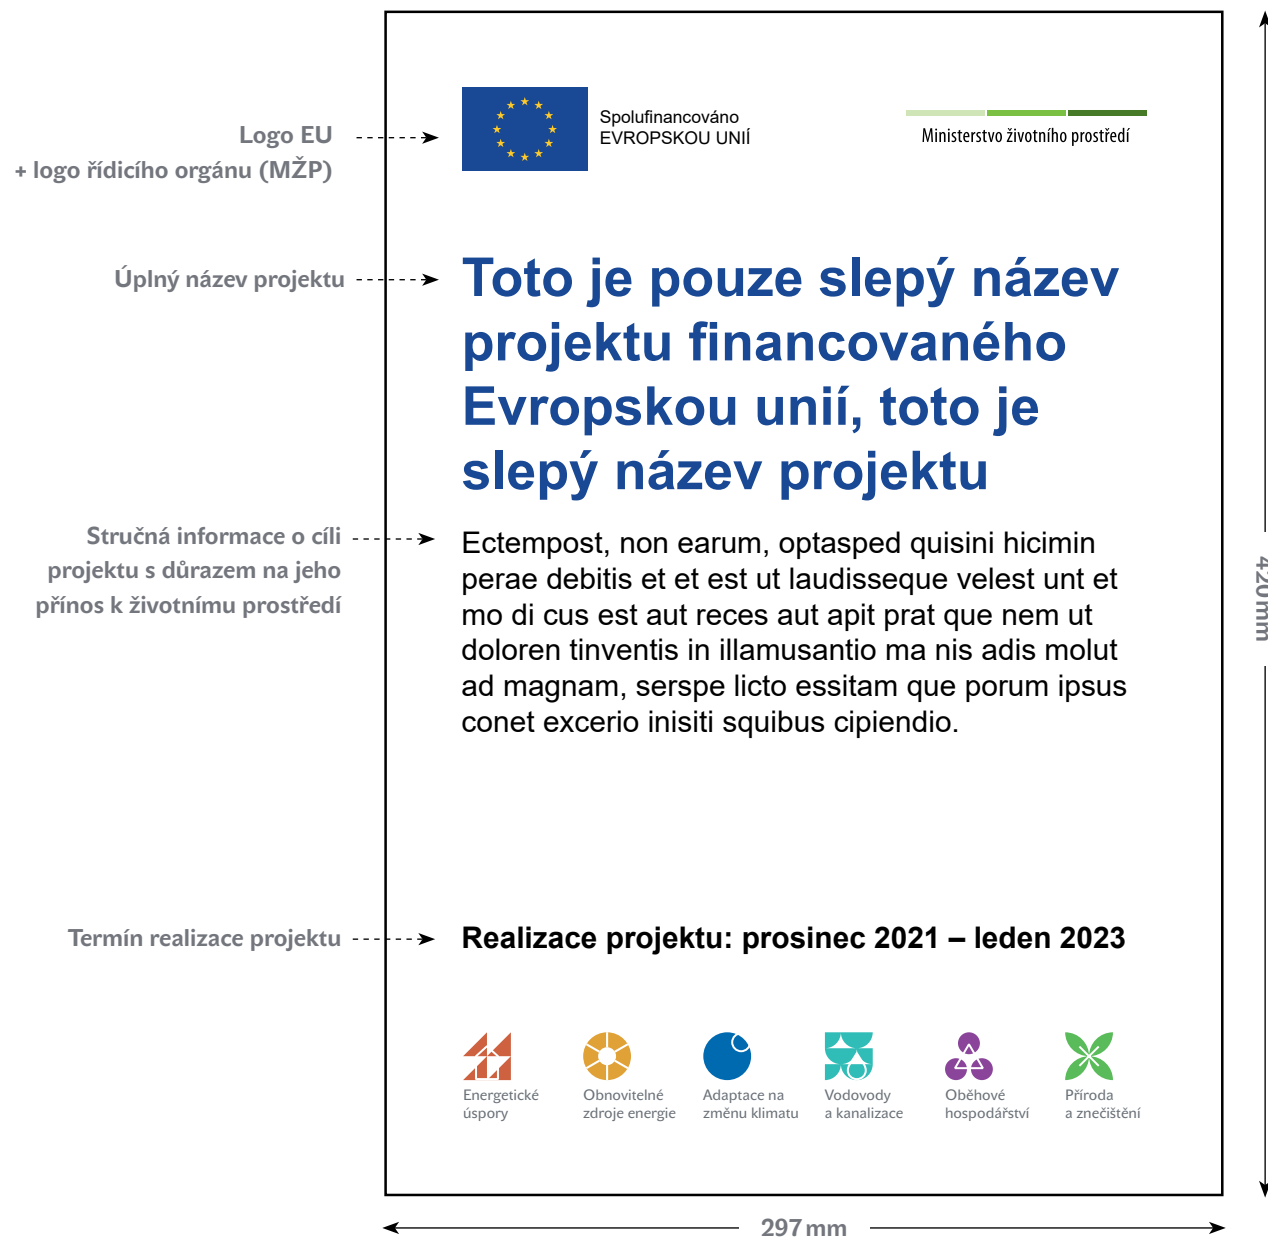 Logo EU
+ logo řídicího orgánu (MŽP)
Spolufinancováno
EVROPSKOU UNIÍ
Ministerstvo životního prostředí
Úplný název projektu
Toto je pouze slepý název
projektu financovaného
Evropskou unií, toto je
slepý název projektu
Stručná informace o cíli
projektu s důrazem na jeho
přínos k životnímu prostředí
Ectempost, non earum, optasped quisini hicimin
perae debitis et et est ut laudisseque velest unt et
mo di cus est aut reces aut apit prat que nem ut
doloren tinventis in illamusantio ma nis adis molut
ad magnam, serspe licto essitam que porum ipsus
conet excerio inisiti squibus cipiendio.
420 mm
Termín realizace projektu
Realizace projektu: prosinec 2021 – leden 2023
Energetické
úspory
Obnovitelné
zdroje energie
Adaptace na
změnu klimatu
Vodovody
a kanalizace
Oběhové
hospodářství
Příroda
a znečištění
297 mm